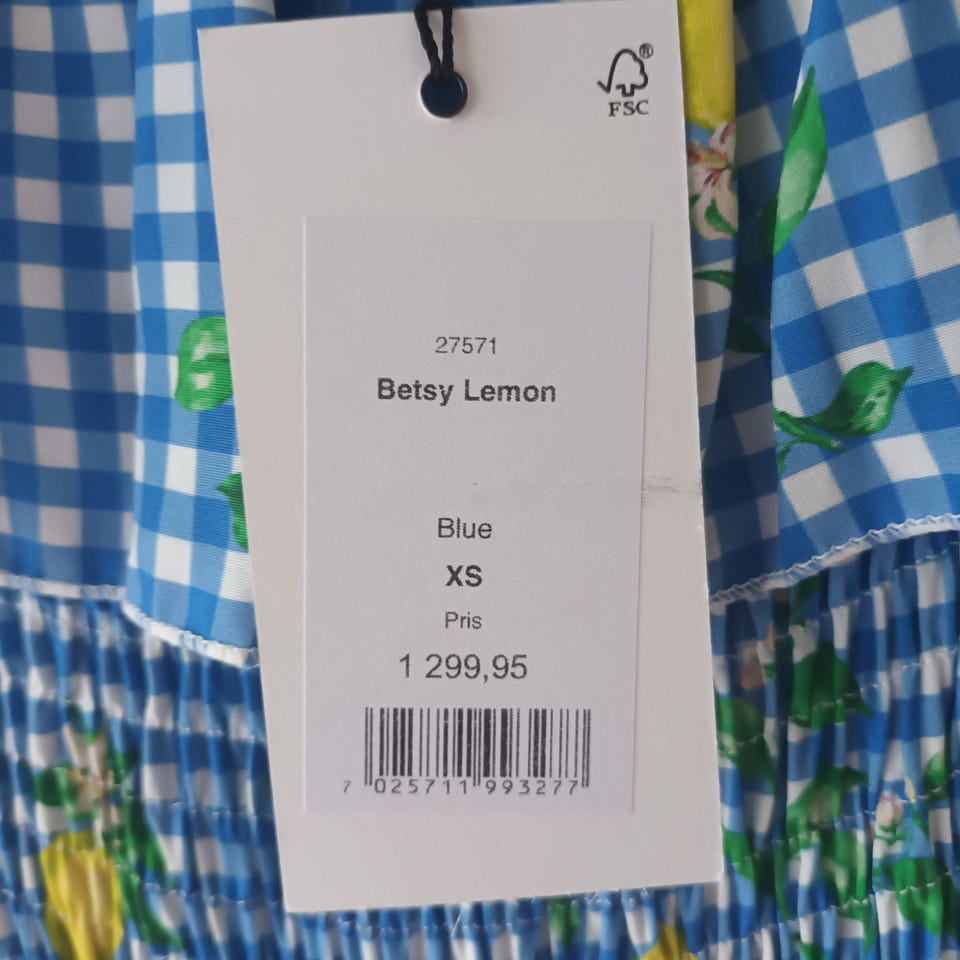 ®
FSC
27571
Betsy Lemon
Blue
XS
Pris
1 299,95
7 025711 993277